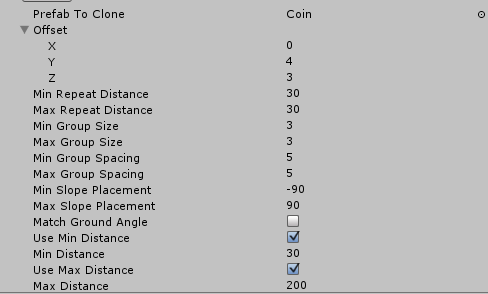 Prefab To Clone Coin
Offset
X 0
Y 4
Z 3
Min Repeat Distance 30
Max Repeat Distance 30
Min Group Size 3
Max Group Size 3
Min Group Spacing 5
Max Group Spacing 5
Min Slope Placement -90
Max Slope Placement 90
Match Ground Angle
Use Min Distance
Min Distance 30
Use Max Distance
Max Distance 200